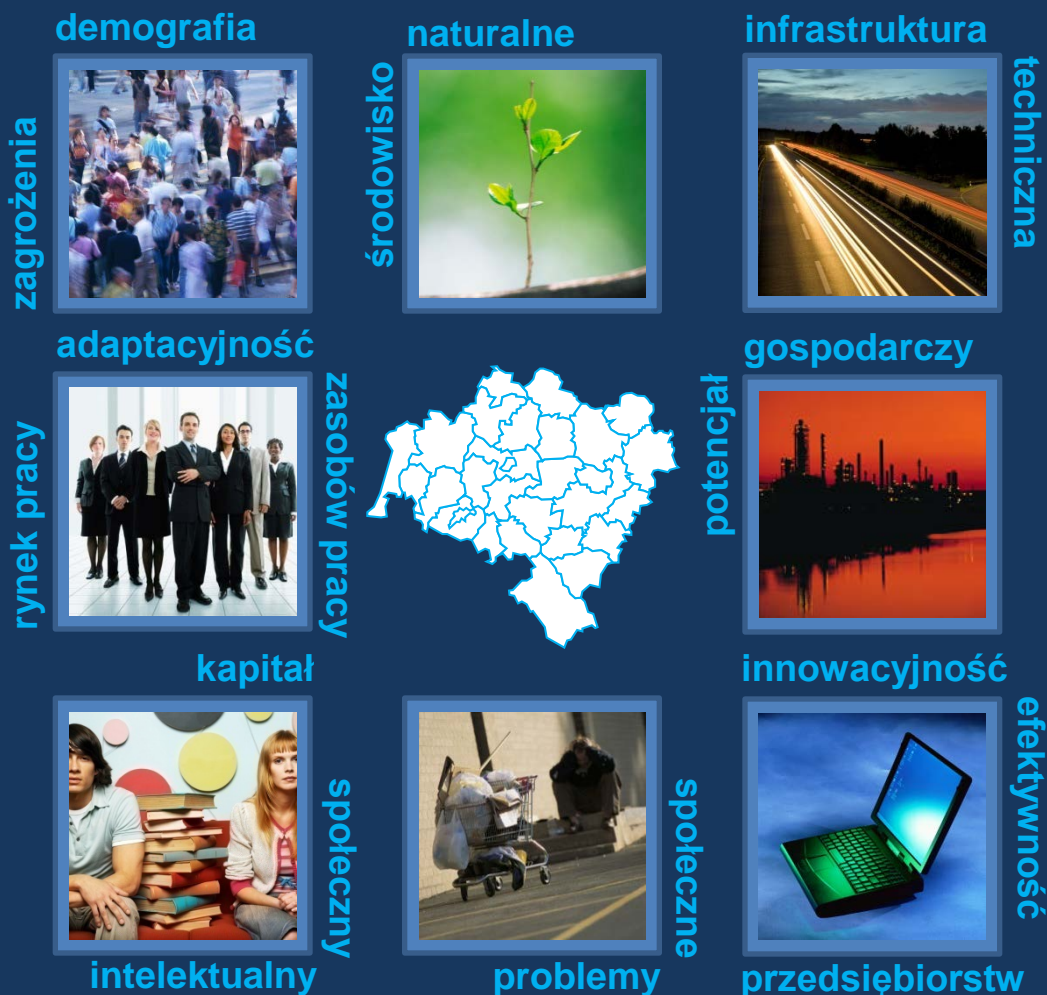 demografia
zagrożenia
naturalne
środowisko
infrastruktura
techniczna
adaptacyjność
zasobów pracy
rynek pracy
gospodarczy
potencjał
kapitał
społeczny
intelektualny
społeczne
problemy
innowacyjność
efektywność
przedsiębiorstw